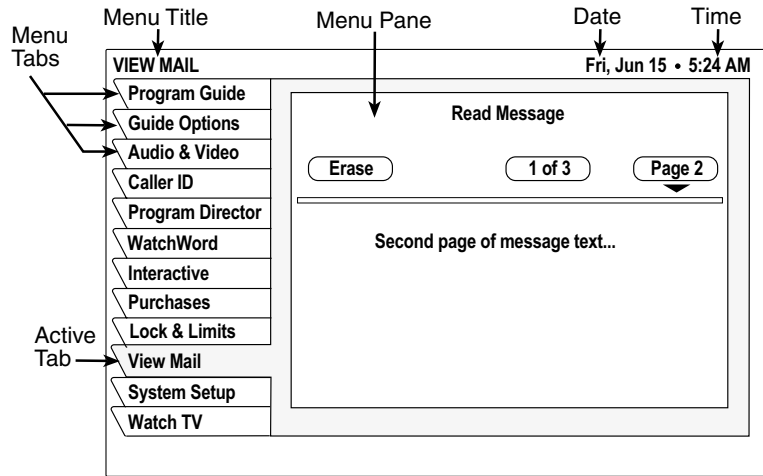 Menu Title
Menu Pane
Date
Time
Menu
Tabs
VIEW MAIL
Fri, Jun 15 • 5:24 AM
Program Guide
Guide Options
Audio & Video
Caller ID
Program Director
WatchWord
Interactive
Purchases
Lock & Limits
Active
Tab
View Mail
System Setup
Watch TV
Read Message
Erase
1 of 3
Page 2
Second page of message text...